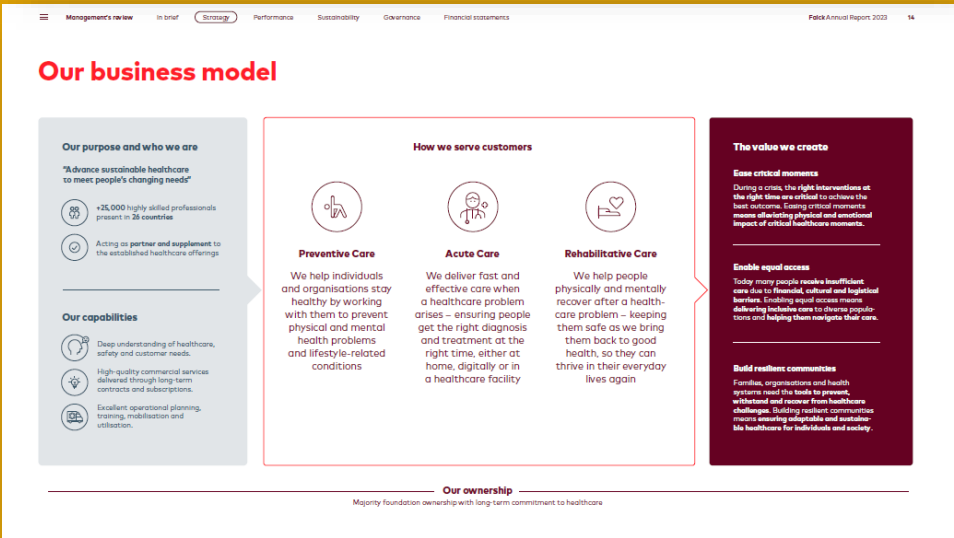 Management's review
In brief
Strategy
Performance
Sustainability
Governance
Financial statements
Falck Annual Report 2023
14
Our business model
Our purpose and who we are
"Advance sustainable healthcare
to meet people's changing needs"
+25,000 highly skilled professionals
present in 26 countries
Acting as partner and supplement to
the established healthcare offerings
Our capabilities
Deep understanding of healthcare,
safety and customer needs.
High-quality commercial services
delivered through long-term
contracts and subscriptions.
Excellent operational planning,
training, mobilisation and
utilisation.
How we serve customers
Preventive Care
We help individuals
and organisations stay
healthy by working
with them to prevent
physical and mental
health problems
and lifestyle-related
conditions
Acute Care
We deliver fast and
effective care when
a healthcare problem
arises – ensuring people
get the right diagnosis
and treatment at the
right time, either at
home, digitally or in
a healthcare facility
Rehabilitative Care
We help people
physically and mentally
recover after a health-
care problem – keeping
them safe as we bring
them back to good
health, so they can
thrive in their everyday
lives again
The value we create
Ease critical moments
During a crisis, the right interventions at
the right time are critical to achieve the
best outcome. Easing critical moments
means alleviating physical and emotional
impact of critical healthcare moments.
Enable equal access
Today many people receive insufficient
care due to financial, cultural and logistical
barriers. Enabling equal access means
delivering inclusive care to diverse popula-
tions and helping them navigate their care.
Build resilient communities
Families, organisations and health
systems need the tools to prevent,
withstand and recover from healthcare
challenges. Building resilient communities
means ensuring adaptable and sustaina-
ble healthcare for individuals and society.
Our ownership
Majority foundation ownership with long-term commitment to healthcare